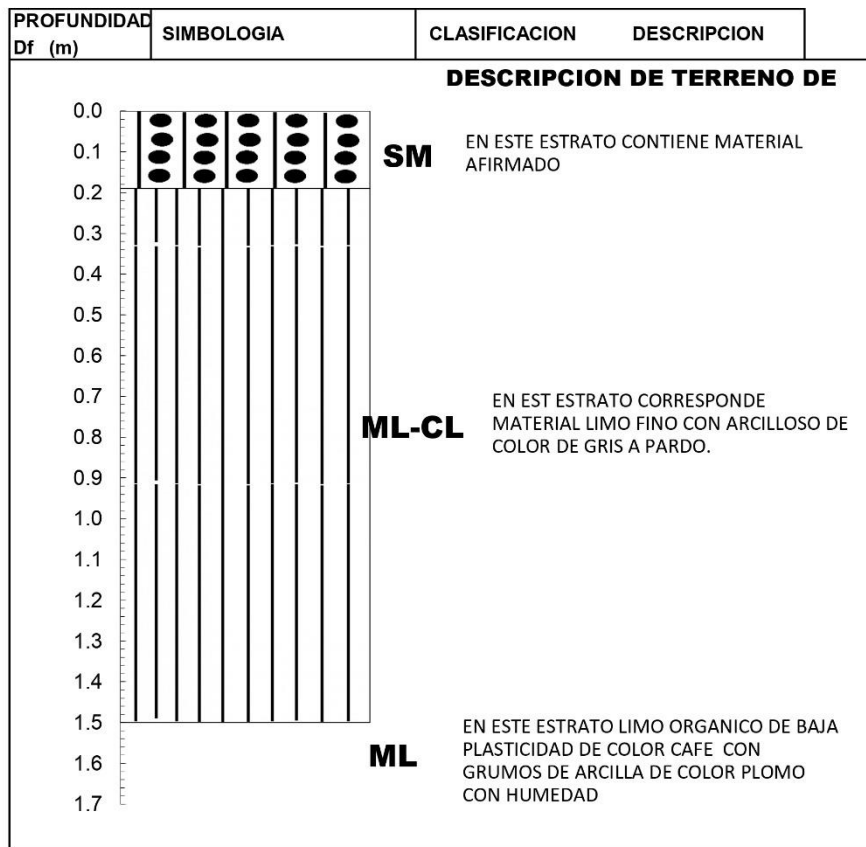 PROFUNDIDAD
Df (m)
SIMBOLOGIA
CLASIFICACION
DESCRIPCION
DESCRIPCION DE TERRENO DE
0.0
0.1
0.2
0.3
0.4
0.5
0.6
0.7
0.8
0.9
1.0
1.1
1.2
1.3
1.4
1.5
1.6
1.7
SM
EN ESTE ESTRATO CONTIENE MATERIAL
AFIRMADO
ML-CL
EN EST ESTRATO CORRESPONDE
MATERIAL LIMO FINO CON ARCILLOSO DE
COLOR DE GRIS A PARDO.
ML
EN ESTE ESTRATO LIMO ORGANICO DE BAJA
PLASTICIDAD DE COLOR CAFE CON
GRUMOS DE ARCILLA DE COLOR PLOMO
CON HUMEDAD